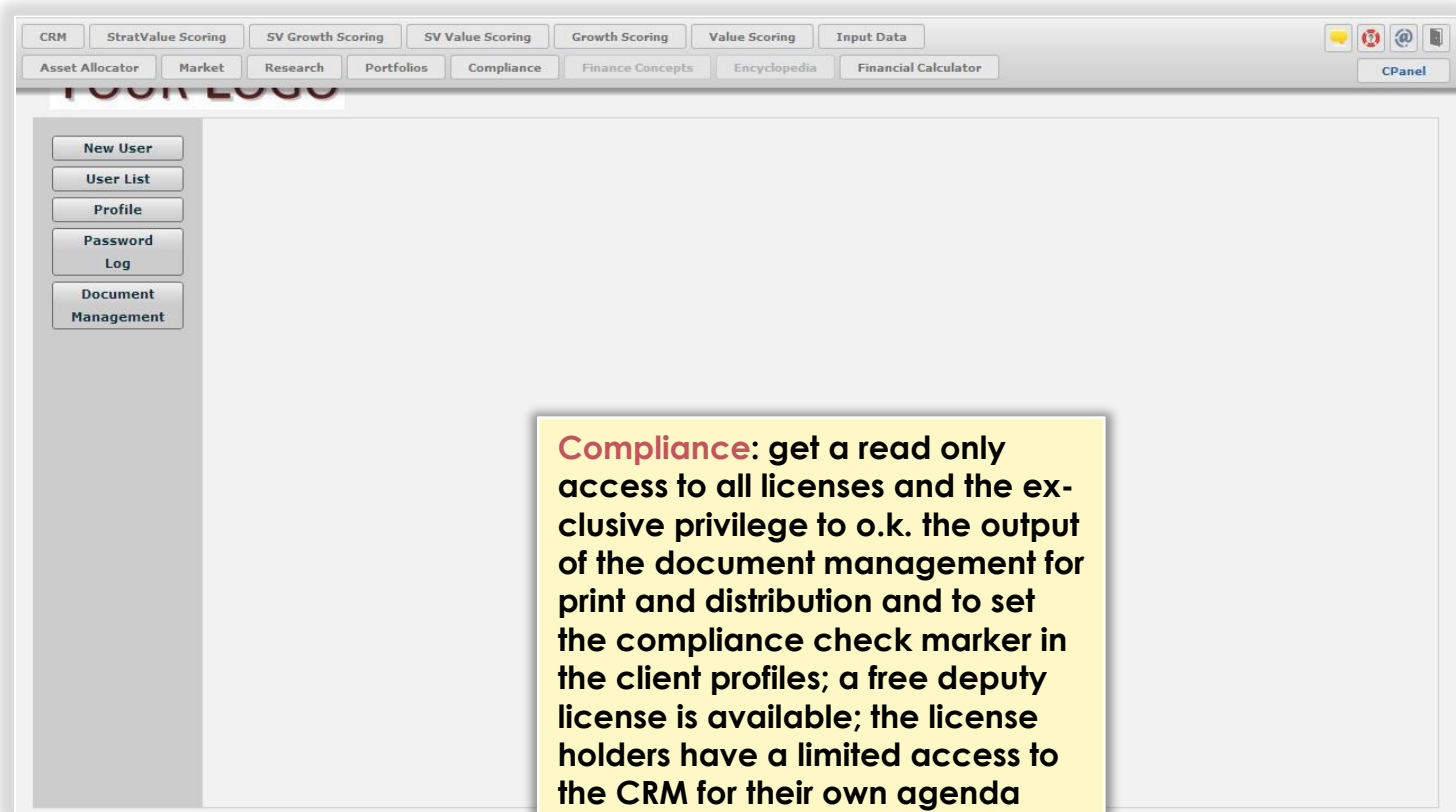 CRM StratValue Scoring SV Growth Scoring SV Value Scoring Growth Scoring Value Scoring Input Data
Asset Allocator Market Research Portfolios Compliance Finance Concepts Encyclopedia Financial Calculator CPanel
YOUR LOGO
New User
User List
Profile
Password
Log
Document
Management
Compliance: get a read only
access to all licenses and the ex-
clusive privilege to o.k. the output
of the document management for
print and distribution and to set
the compliance check marker in
the client profiles; a free deputy
license is available; the license
holders have a limited access to
the CRM for their own agenda